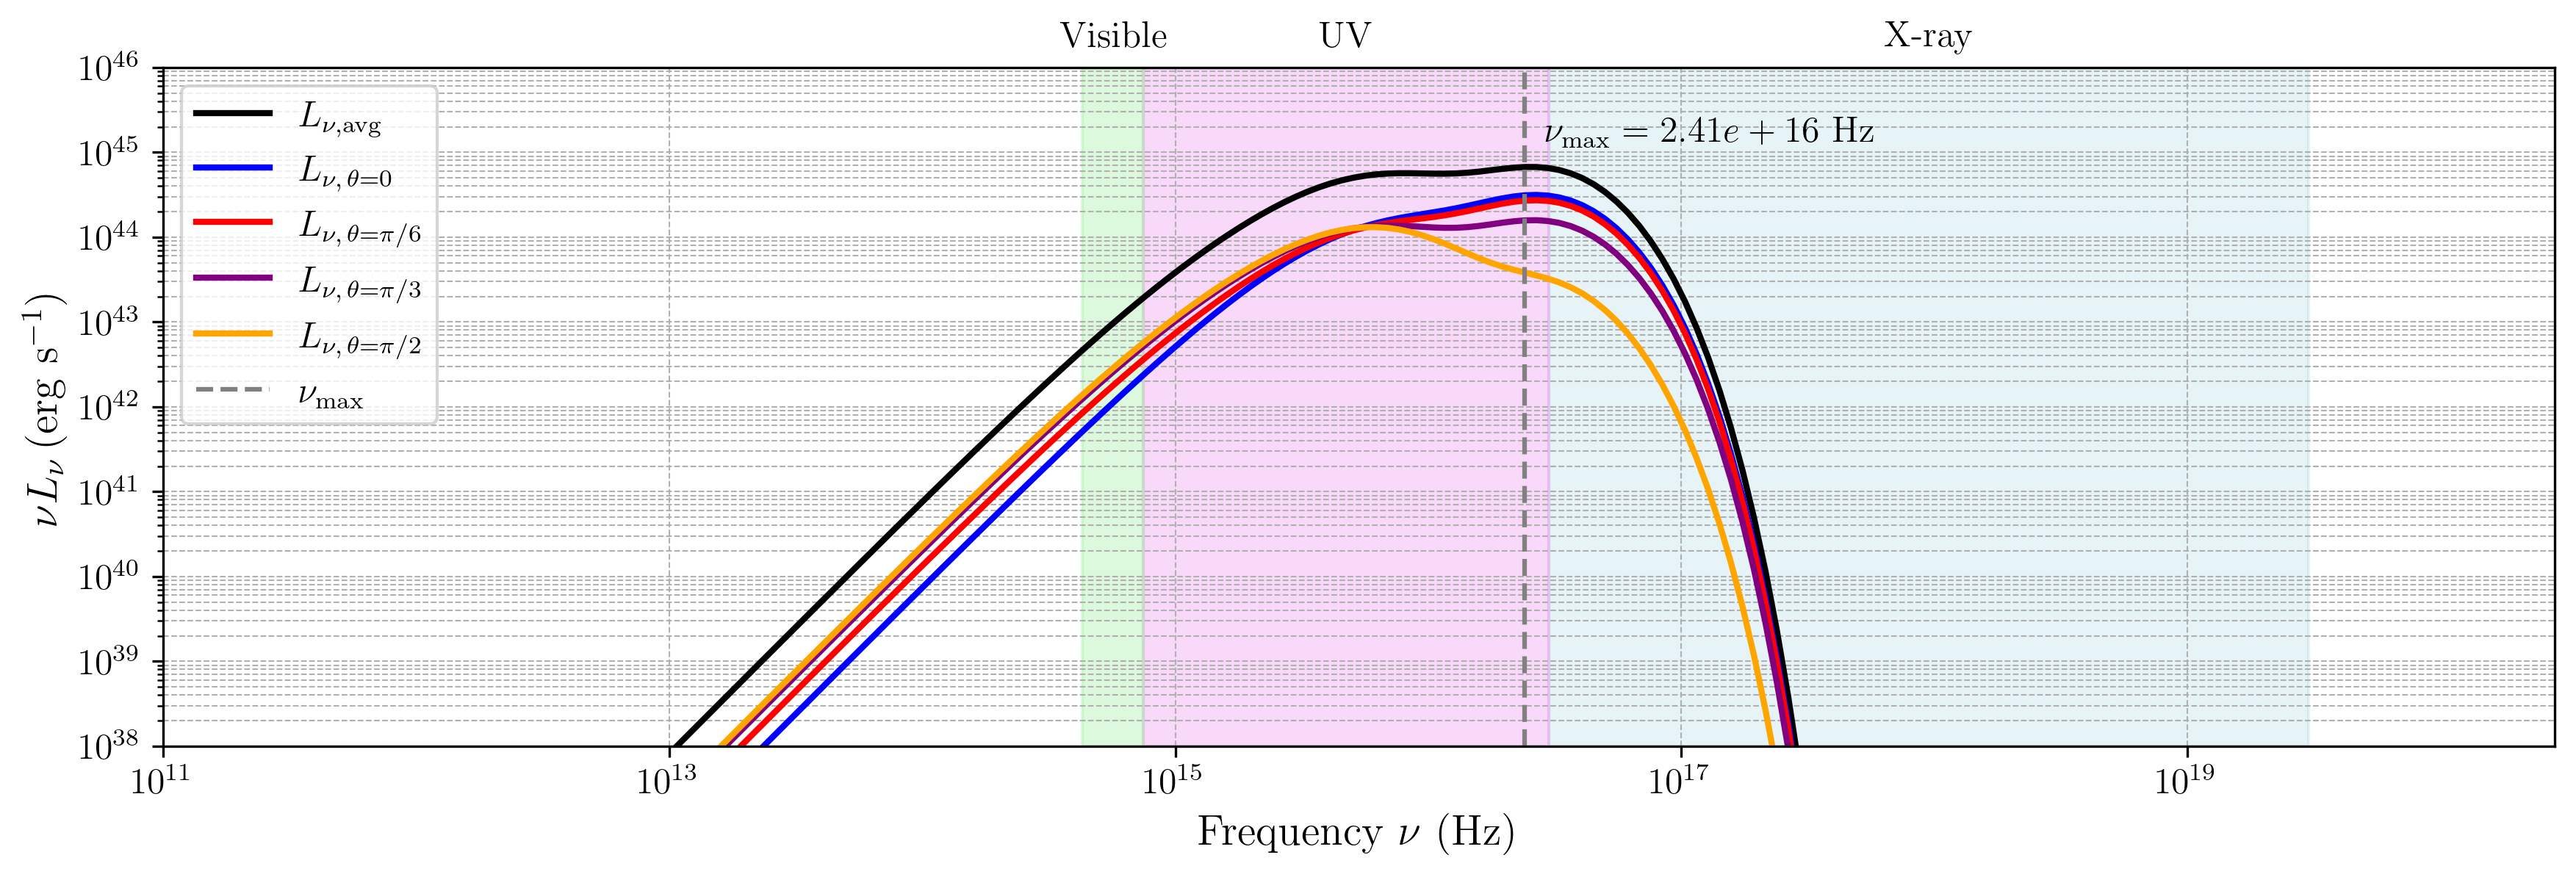 Visible UV X-ray
10^46
10^45
10^44
10^43
10^42
10^41
10^40
10^39
10^38
νL_ν (erg s^−1)
L_ν,avg
L_ν, θ=0
L_ν, θ=π/6
L_ν, θ=π/3
L_ν, θ=π/2
ν_max
ν_max = 2.41e + 16 Hz
10^11 10^13 10^15 10^17 10^19
Frequency ν (Hz)